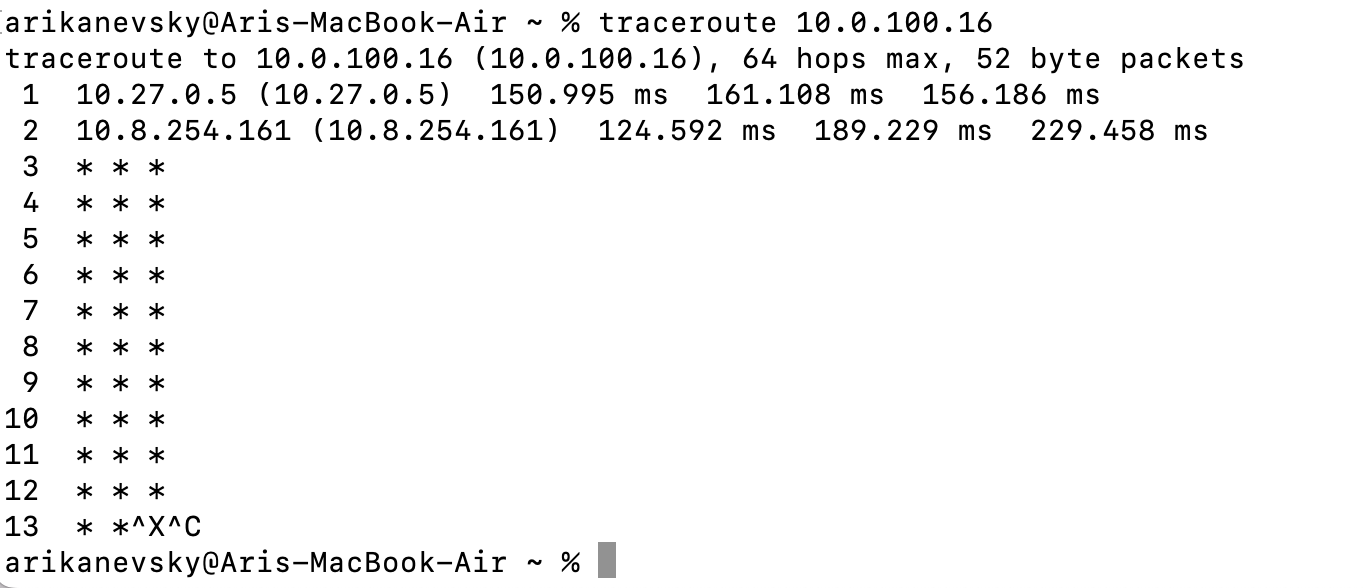 arikanevsky@Aris-MacBook-Air ~ % traceroute 10.0.100.16
traceroute to 10.0.100.16 (10.0.100.16), 64 hops max, 52 byte packets
 1  10.27.0.5 (10.27.0.5)  150.995 ms  161.108 ms  156.186 ms
 2  10.8.254.161 (10.8.254.161)  124.592 ms  189.229 ms  229.458 ms
 3  * * *
 4  * * *
 5  * * *
 6  * * *
 7  * * *
 8  * * *
 9  * * *
10  * * *
11  * * *
12  * * *
13  * *^X^C
arikanevsky@Aris-MacBook-Air ~ %